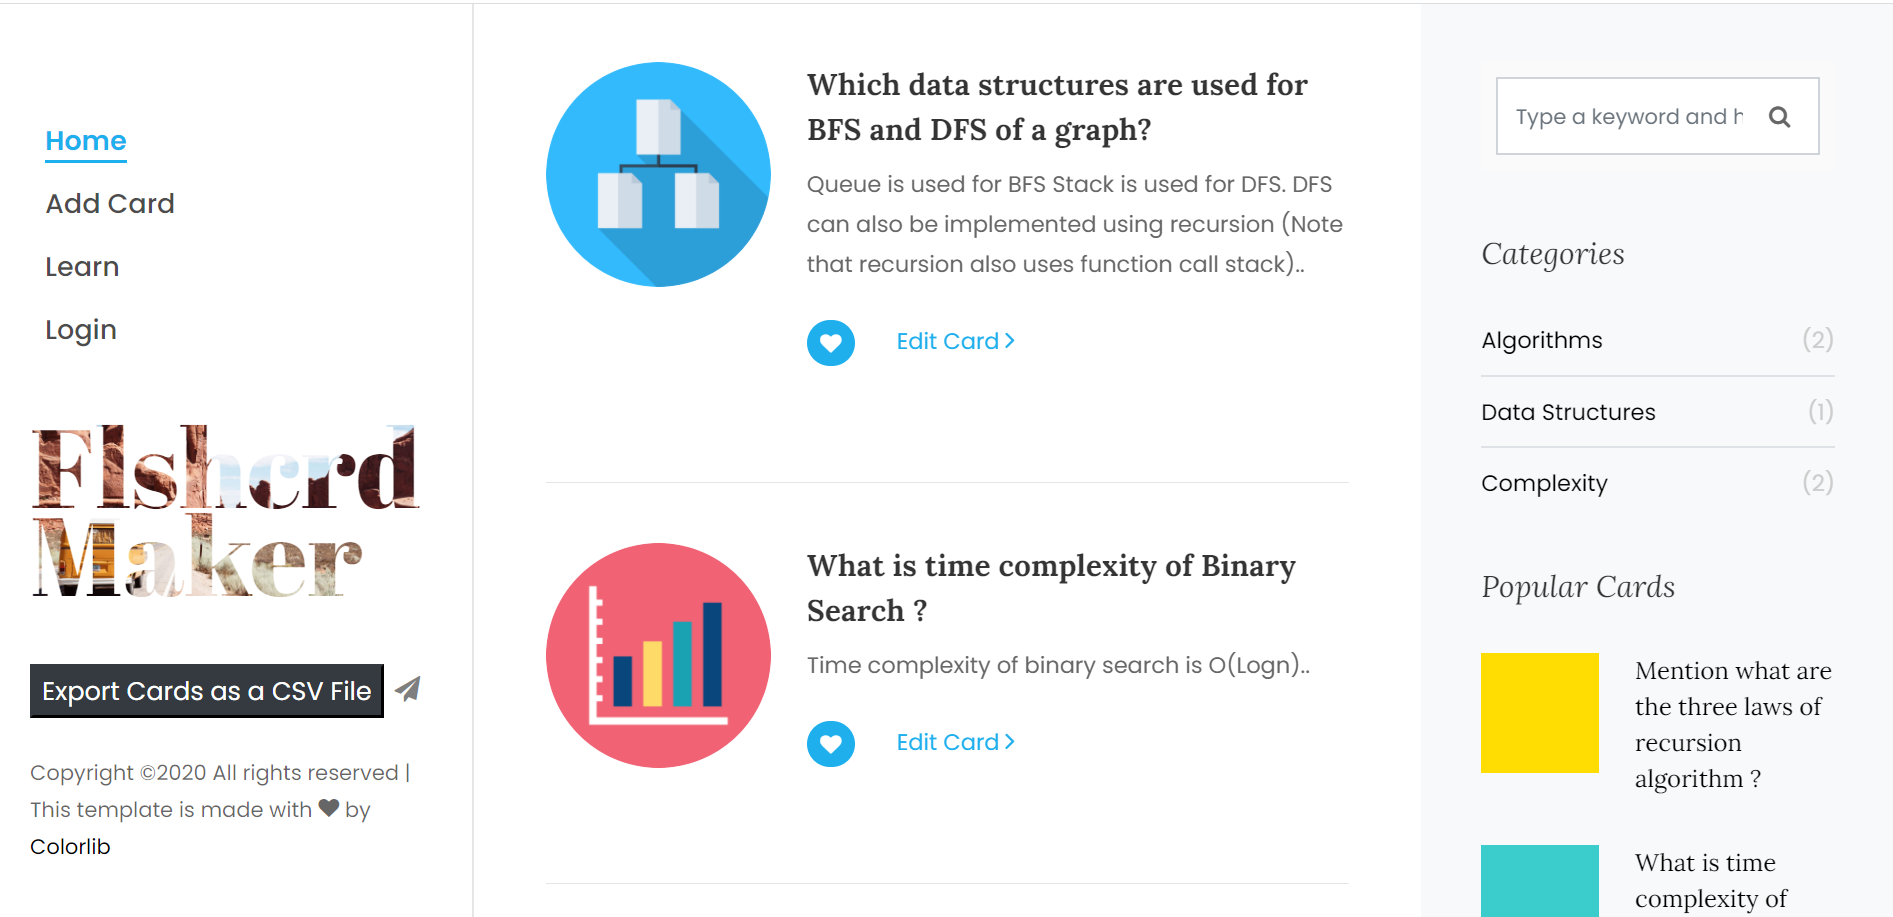 Home
Add Card
Learn
Login
Flshcrd
Maker
Export Cards as a CSV File
Copyright ©2020 All rights reserved |
This template is made with ♥ by
Colorlib
Which data structures are used for
BFS and DFS of a graph?
Queue is used for BFS Stack is used for DFS. DFS
can also be implemented using recursion (Note
that recursion also uses function call stack)..
Edit Card >
What is time complexity of Binary
Search ?
Time complexity of binary search is O(Logn)..
Edit Card >
Type a keyword and h
Categories
Algorithms (2)
Data Structures (1)
Complexity (2)
Popular Cards
Mention what are
the three laws of
recursion
algorithm ?
What is time
complexity of